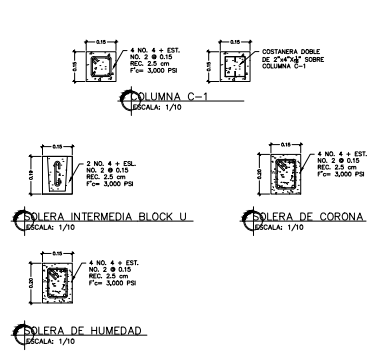 0.15
0.15
4 NO. 4 + EST.
NO. 2 @ 0.15
REC. 2.5 cm
F'c= 3,000 PSI
0.15
0.15
COSTANERA DOBLE
DE 2"x4"x SOBRE
COLUMNA C-1
COLUMNA C-1
ESCALA: 1/10
0.15
0.19
2 NO. 4 + ESL.
NO. 2 @ 0.15
REC. 2.5 cm
F'c= 3,000 PSI
SOLERA INTERMEDIA BLOCK U
ESCALA: 1/10
0.15
0.20
4 NO. 4 + EST.
NO. 2 @ 0.15
REC. 2.5 cm
F'c= 3,000 PSI
SOLERA DE CORONA
ESCALA: 1/10
0.15
0.20
4 NO. 4 + EST.
NO. 2 @ 0.15
REC. 2.5 cm
F'c= 3,000 PSI
SOLERA DE HUMEDAD
ESCALA: 1/10